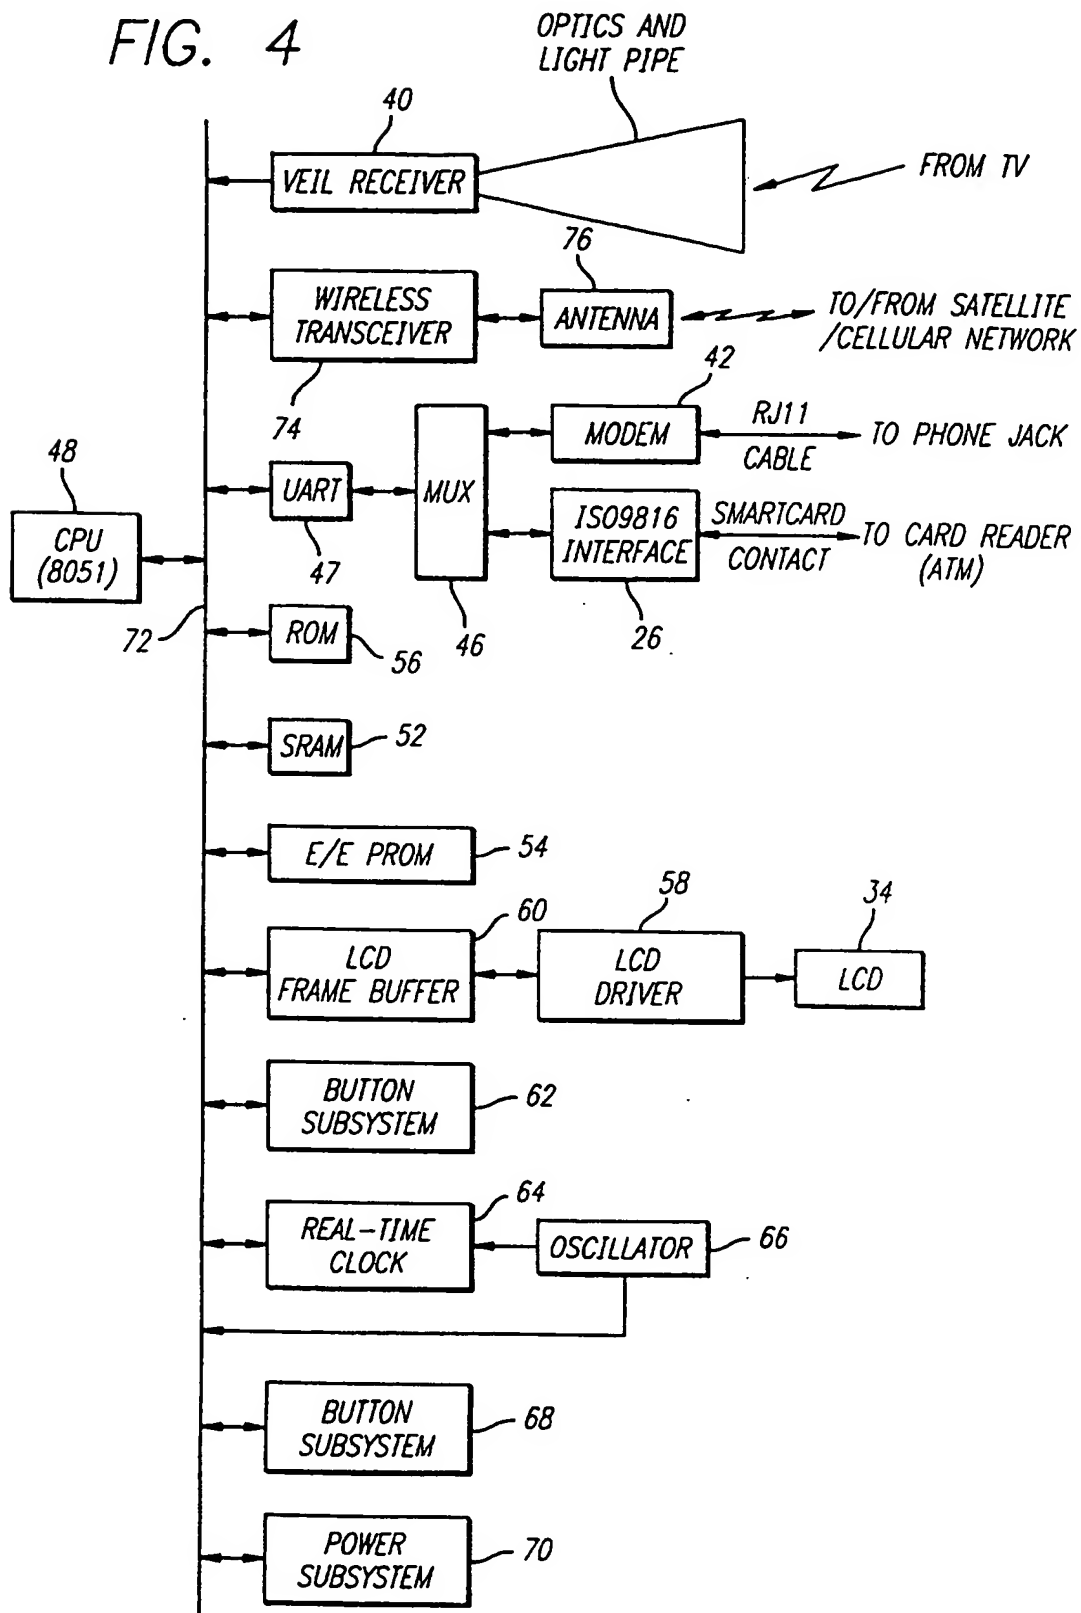 FIG. 4
OPTICS AND
LIGHT PIPE
40
VEIL RECEIVER
FROM TV
76
WIRELESS
TRANSCEIVER
ANTENNA
TO/FROM SATELLITE
/CELLULAR NETWORK
74
42
MODEM
RJ11
CABLE
TO PHONE JACK
48
CPU
(8051)
UART
47
MUX
46
ISO9816
INTERFACE
SMARTCARD
CONTACT
TO CARD READER
(ATM)
26
72
ROM
56
SRAM
52
E/E PROM
54
60
LCD
FRAME BUFFER
58
LCD
DRIVER
34
LCD
BUTTON
SUBSYSTEM
62
64
REAL-TIME
CLOCK
OSCILLATOR
66
BUTTON
SUBSYSTEM
68
POWER
SUBSYSTEM
70